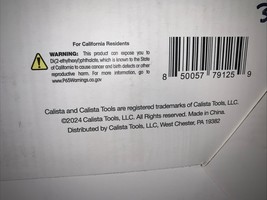 For California Residents
WARNING: This product can expose you to
Di(2-ethylhexyl)phthalate, which is known to the State
of California to cause cancer and birth defects or other
reproductive harm. For more information, go to
www.P65Warnings.ca.gov
8 50057 79125 9
Calista and Calista Tools are registered trademarks of Calista Tools, LLC.
©2024 Calista Tools, LLC. All Rights Reserved. Made in China.
Distributed by Calista Tools, LLC, West Chester, PA 19382